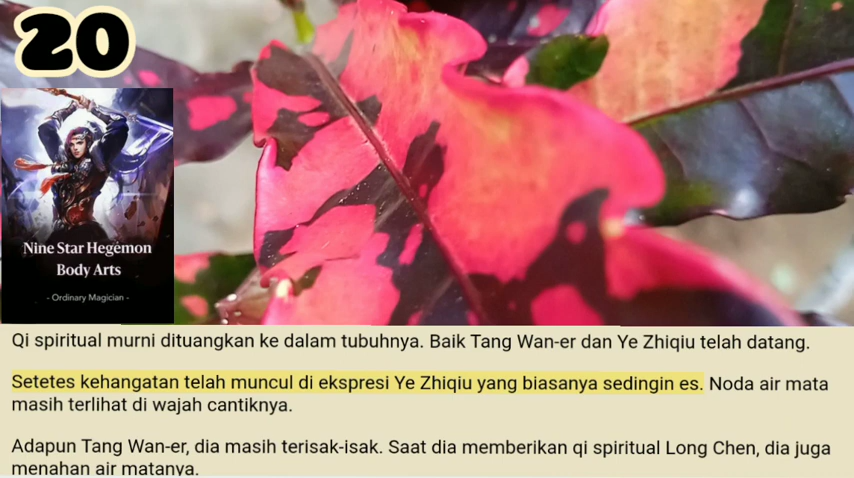 20
Nine Star Hegemon
Body Arts
- Ordinary Magician -
Qi spiritual murni dituangkan ke dalam tubuhnya. Baik Tang Wan-er dan Ye Zhiqiu telah datang.
Setetes kehangatan telah muncul di ekspresi Ye Zhiqiu yang biasanya sedingin es. Noda air mata
masih terlihat di wajah cantiknya.
Adapun Tang Wan-er, dia masih terisak-isak. Saat dia memberikan qi spiritual Long Chen, dia juga
menahan air matanya.